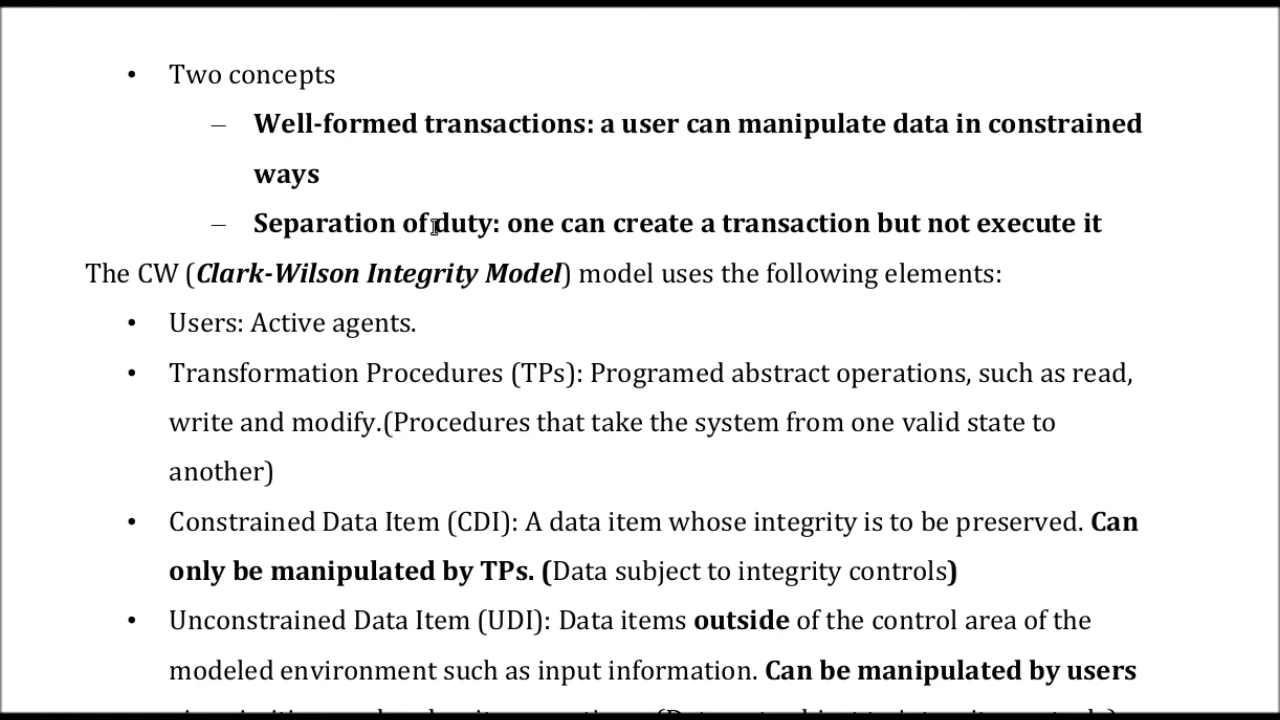 • Two concepts
– Well-formed transactions: a user can manipulate data in constrained
ways
– Separation of duty: one can create a transaction but not execute it
The CW (Clark-Wilson Integrity Model) model uses the following elements:
• Users: Active agents.
• Transformation Procedures (TPs): Programed abstract operations, such as read,
write and modify.(Procedures that take the system from one valid state to
another)
• Constrained Data Item (CDI): A data item whose integrity is to be preserved. Can
only be manipulated by TPs. (Data subject to integrity controls)
• Unconstrained Data Item (UDI): Data items outside of the control area of the
modeled environment such as input information. Can be manipulated by users